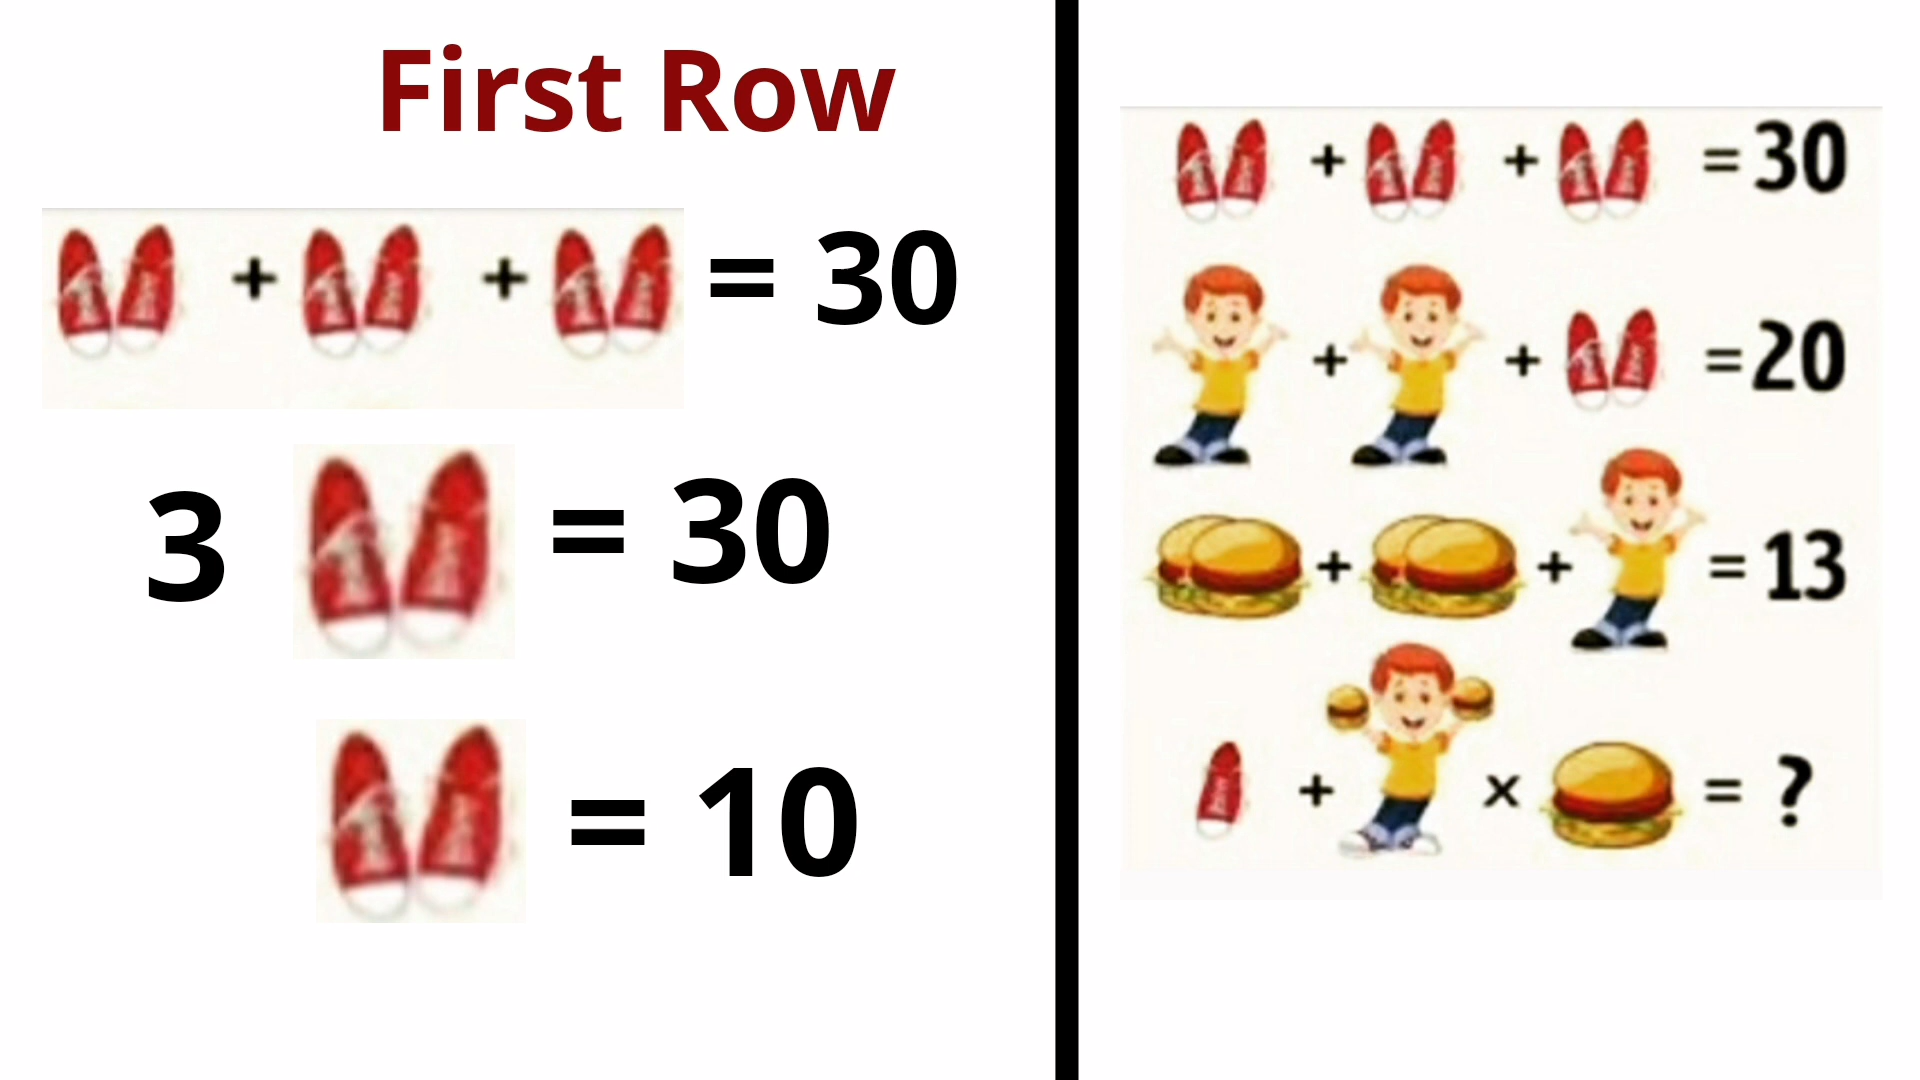 First Row
+ + = 30
3 = 30
= 10
+ + = 30
+ + = 20
+ + = 13
+ x = ?